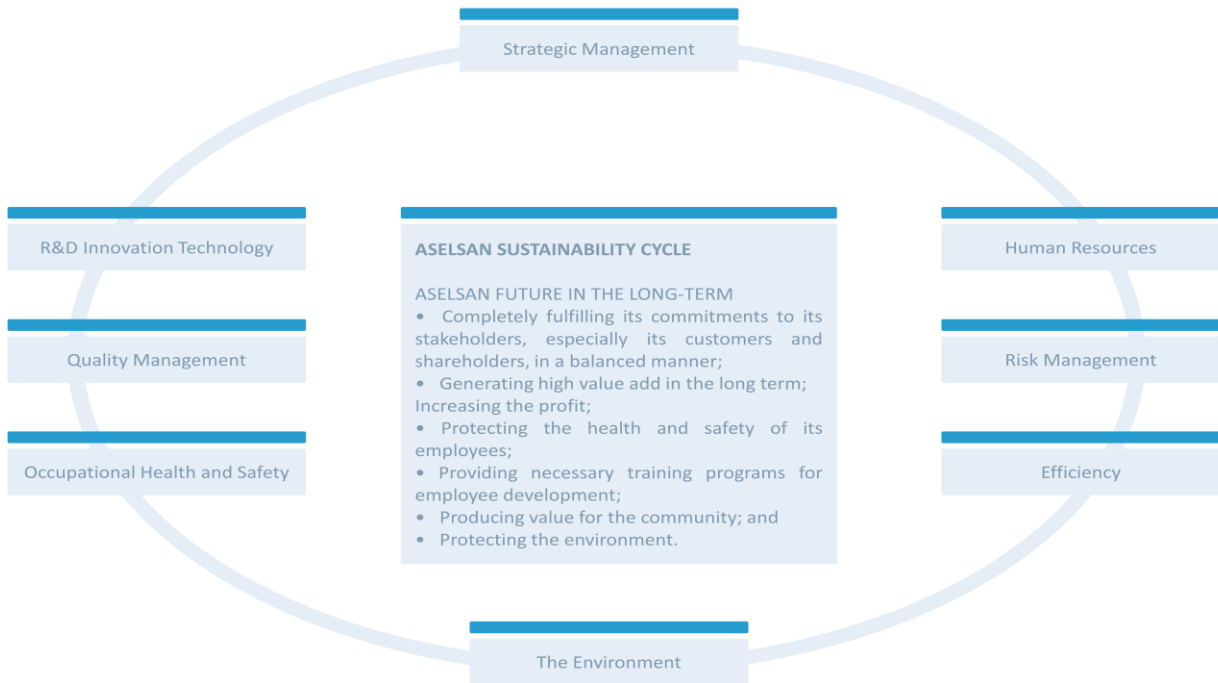 Strategic Management
R&D Innovation Technology
Quality Management
Occupational Health and Safety
ASELSAN SUSTAINABILITY CYCLE
ASELSAN FUTURE IN THE LONG-TERM
• Completely fulfilling its commitments to its
stakeholders, especially its customers and
shareholders, in a balanced manner;
• Generating high value add in the long term;
Increasing the profit;
• Protecting the health and safety of its
employees;
• Providing necessary training programs for
employee development;
• Producing value for the community; and
• Protecting the environment.
Human Resources
Risk Management
Efficiency
The Environment